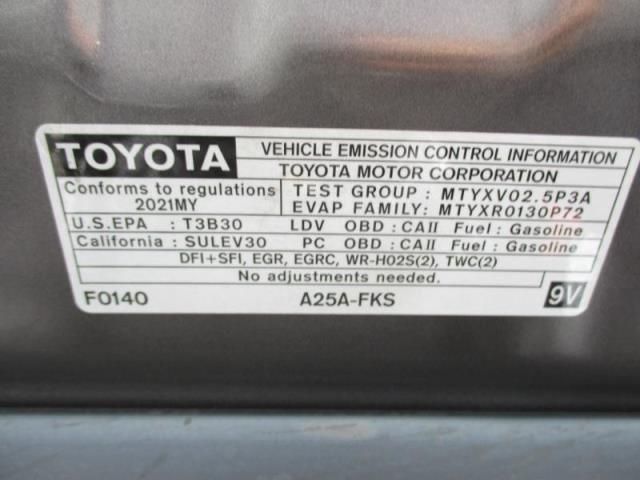 TOYOTA VEHICLE EMISSION CONTROL INFORMATION
TOYOTA MOTOR CORPORATION
Conforms to regulations
2021MY
TEST GROUP : MTYXV02.5P3A
EVAP FAMILY: MTYXR0130P72
U.S.EPA : T3B30 LDV OBD : CAII Fuel : Gasoline
California : SULEV30 PC OBD : CAII Fuel : Gasoline
DFI+SFI, EGR, EGRC, WR-HO2S(2), TWC(2)
No adjustments needed.
F0140 A25A-FKS 9V